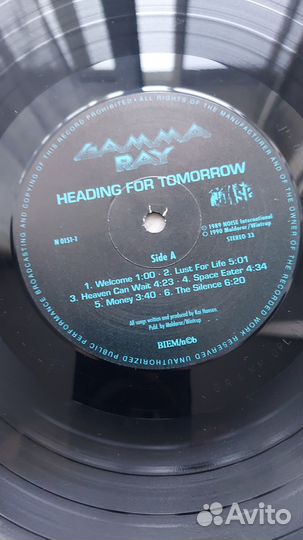 UNAUTHORIZED PUBLIC PERFORMANCE BROADCASTING AND COPYING OF THIS RECORD PROHIBITED • ALL RIGHTS OF THE MANUFACTURER AND OF THE OWNER OF THE WORK RESERVED
GAMMA
RAY
HEADING FOR TOMORROW
NOISE
N 0151-1
Side A
℗ 1989 NOISE International
© 1990 Maldoror/Wintrup
STEREO 33
1. Welcome 1:00 · 2. Lust For Life 5:01
3. Heaven Can Wait 4:23 · 4. Space Eater 4:34
5. Money 3:40 · 6. The Silence 6:20
All songs written and produced by Kai Hansen.
Publ. by Maldoror/Wintrup
BIEM/n©b
Avito